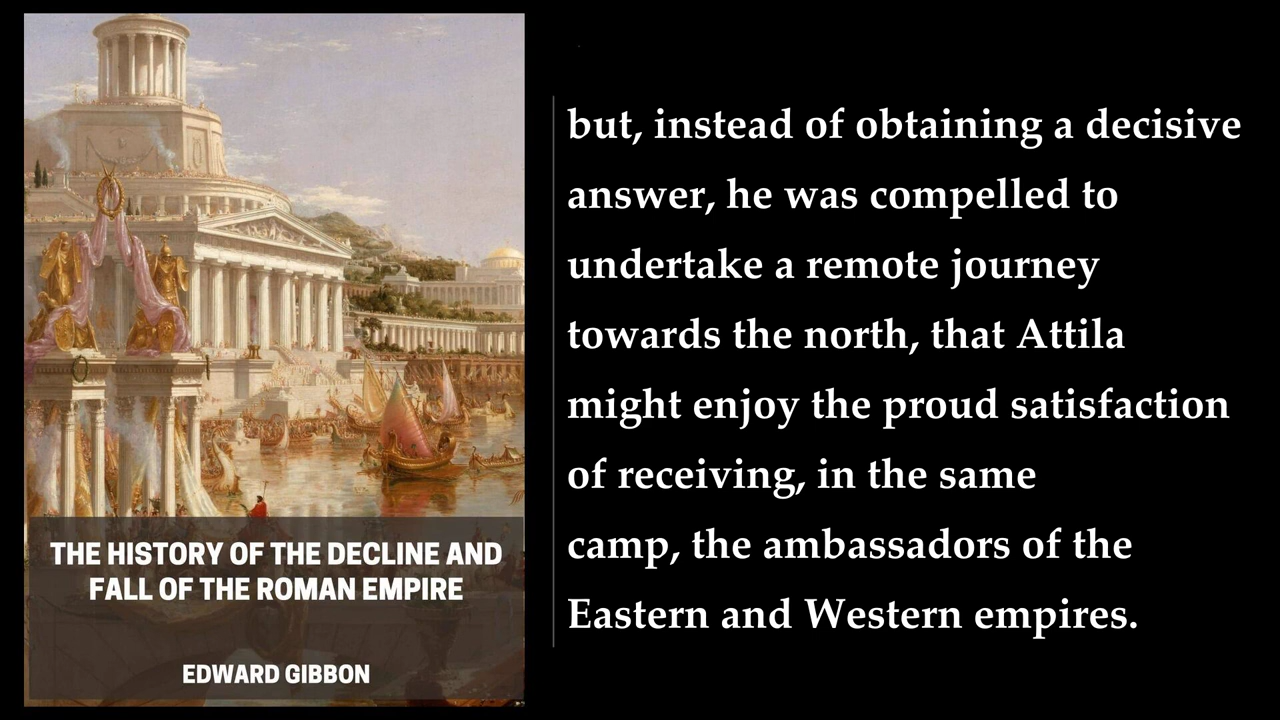 THE HISTORY OF THE DECLINE AND
FALL OF THE ROMAN EMPIRE
EDWARD GIBBON
but, instead of obtaining a decisive
answer, he was compelled to
undertake a remote journey
towards the north, that Attila
might enjoy the proud satisfaction
of receiving, in the same
camp, the ambassadors of the
Eastern and Western empires.